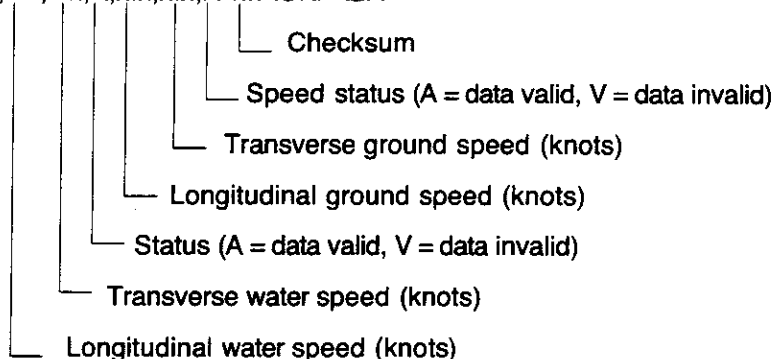 Checksum
Speed status (A = data valid, V = data invalid)
Transverse ground speed (knots)
Longitudinal ground speed (knots)
Status (A = data valid, V = data invalid)
Transverse water speed (knots)
Longitudinal water speed (knots)